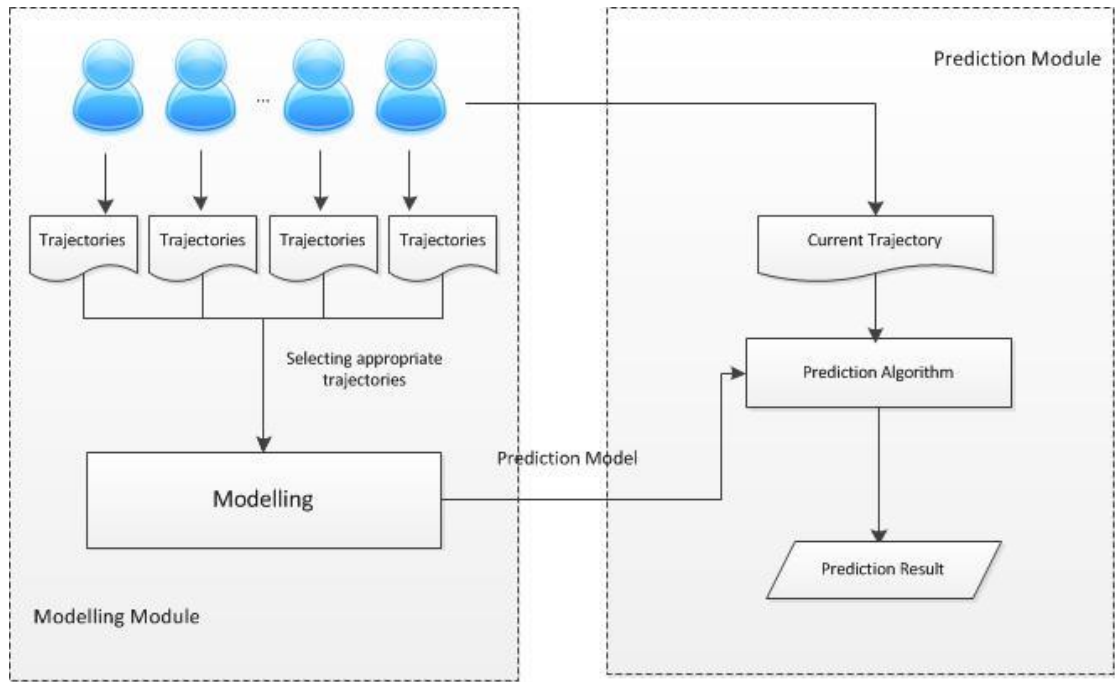 Prediction Module
...
Trajectories
Trajectories
Trajectories
Trajectories
Current Trajectory
Selecting appropriate
trajectories
Prediction Algorithm
Prediction Model
Modelling
Prediction Result
Modelling Module